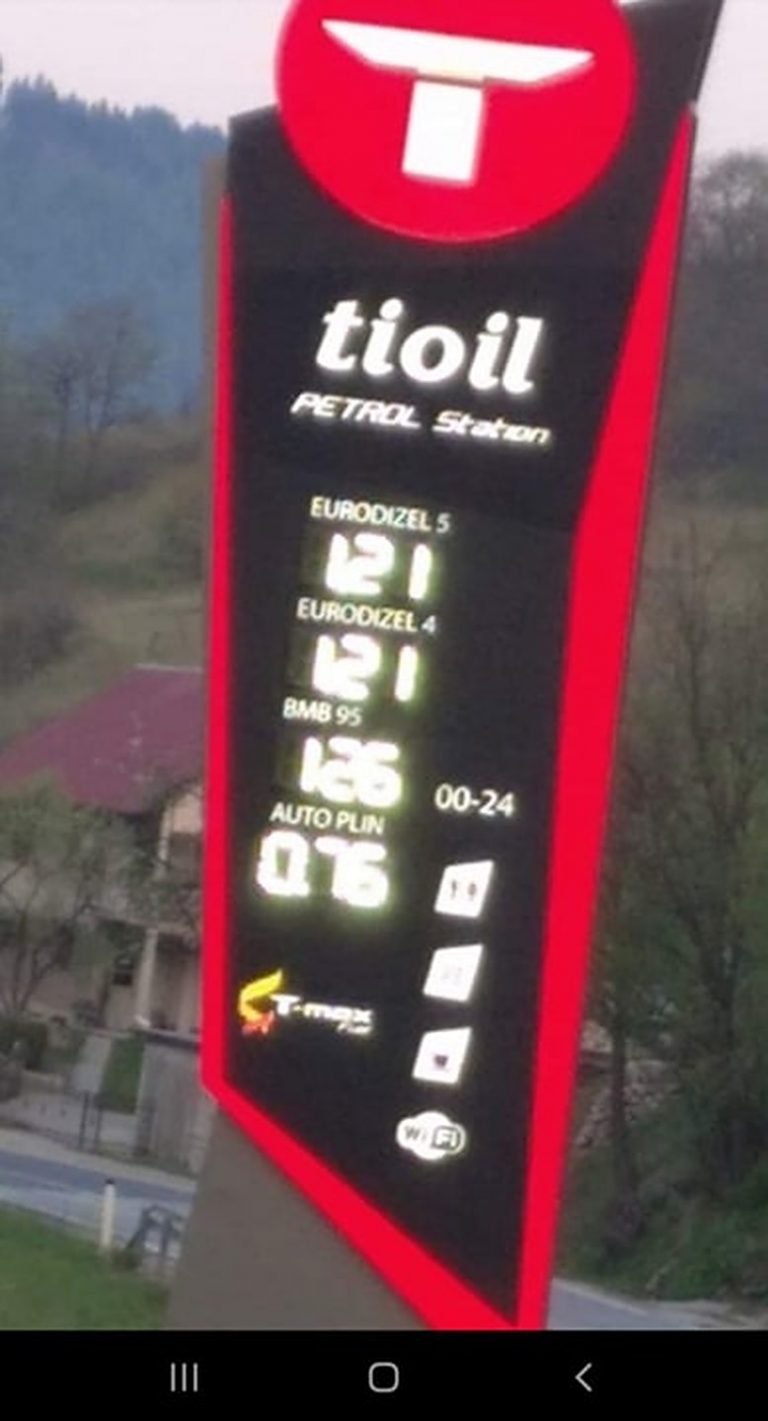 T
tioil
PETROL Station
EURODIZEL 5
121
EURODIZEL 4
121
BMB 95
126
00-24
AUTO PLIN
0.76
T-max
WiFi